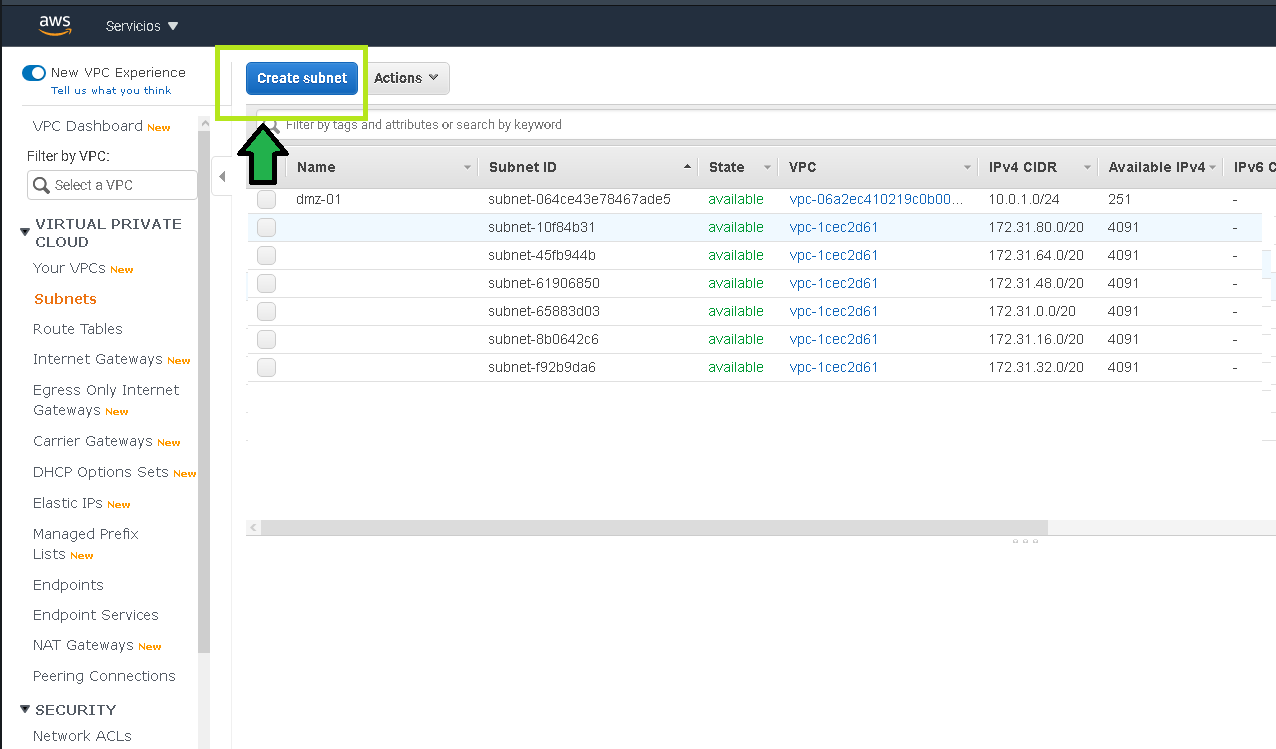 aws Servicios
New VPC Experience
Tell us what you think
VPC Dashboard New
Filter by VPC:
Select a VPC
VIRTUAL PRIVATE
CLOUD
Your VPCs New
Subnets
Route Tables
Internet Gateways New
Egress Only Internet
Gateways New
Carrier Gateways New
DHCP Options Sets New
Elastic IPs New
Managed Prefix
Lists New
Endpoints
Endpoint Services
NAT Gateways New
Peering Connections
SECURITY
Network ACLs
Create subnet Actions
Filter by tags and attributes or search by keyword
Name Subnet ID State VPC IPv4 CIDR Available IPv4 IPv6 C
dmz-01 subnet-064ce43e78467ade5 available vpc-06a2ec410219c0b00... 10.0.1.0/24 251 -
subnet-10f84b31 available vpc-1cec2d61 172.31.80.0/20 4091 -
subnet-45fb944b available vpc-1cec2d61 172.31.64.0/20 4091 -
subnet-61906850 available vpc-1cec2d61 172.31.48.0/20 4091 -
subnet-65883d03 available vpc-1cec2d61 172.31.0.0/20 4091 -
subnet-8b0642c6 available vpc-1cec2d61 172.31.16.0/20 4091 -
subnet-f92b9da6 available vpc-1cec2d61 172.31.32.0/20 4091 -